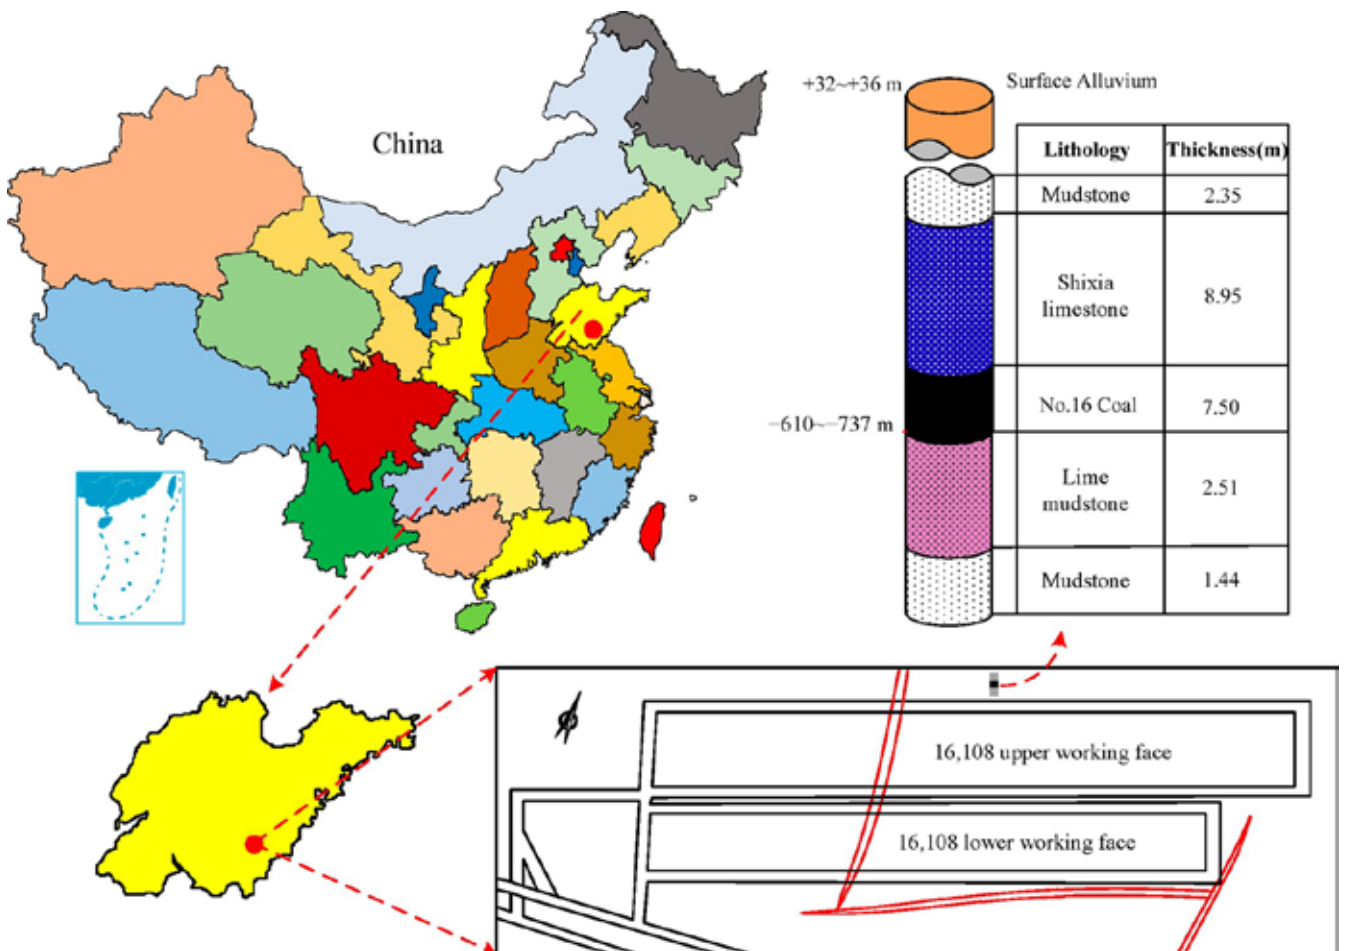 China
+32~+36 m
Surface Alluvium
Lithology Thickness(m)
Mudstone 2.35
Shixia
limestone
8.95
No.16 Coal 7.50
−610~−737 m
Lime
mudstone
2.51
Mudstone 1.44
16,108 upper working face
16,108 lower working face